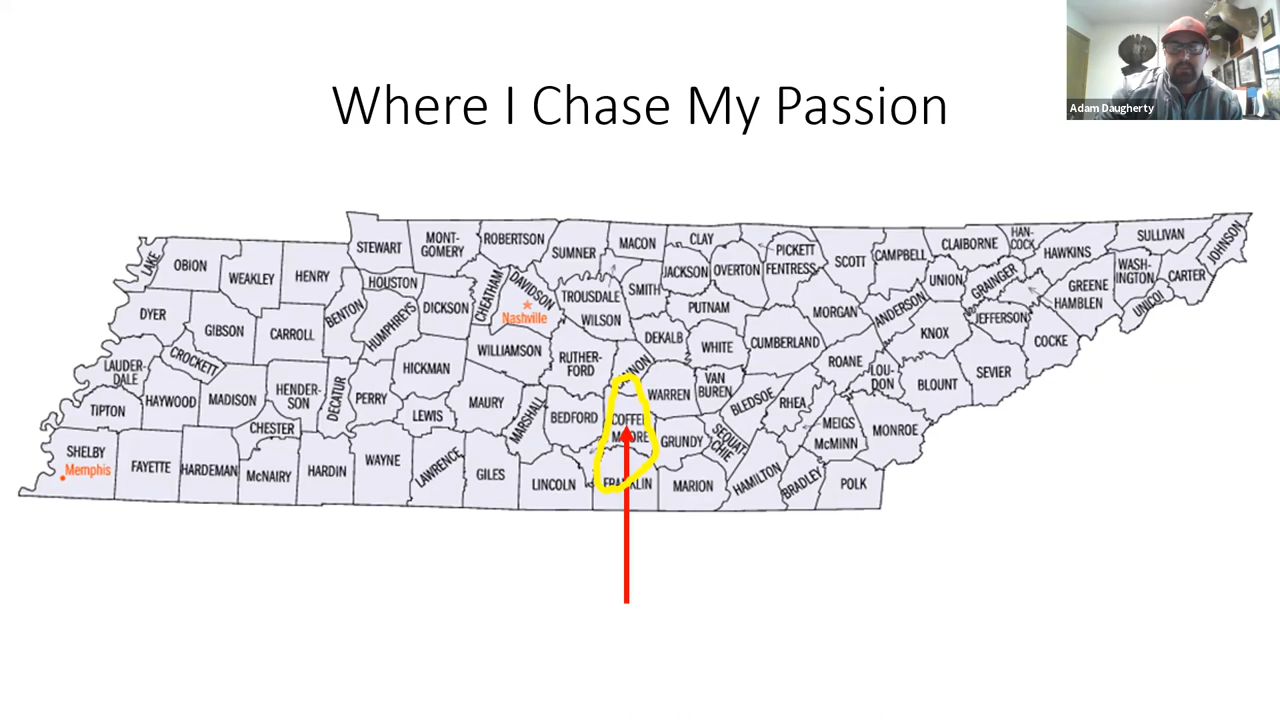 Adam Daugherty
Where I Chase My Passion
LAKE
OBION
WEAKLEY
HENRY
STEWART
MONT-
GOMERY
ROBERTSON
SUMNER
MACON
CLAY
PICKETT
SCOTT
CAMPBELL
CLAIBORNE
HAN-
COCK
HAWKINS
SULLIVAN
JOHNSON
HOUSTON
CHEATHAM
DAVIDSON
Nashville
TROUSDALE
SMITH
JACKSON
OVERTON
FENTRESS
UNION
GRAINGER
GREENE
HAMBLEN
WASH-
INGTON
CARTER
UNICOI
DYER
GIBSON
CARROLL
BENTON
HUMPHREYS
DICKSON
WILSON
PUTNAM
MORGAN
ANDERSON
KNOX
JEFFERSON
COCKE
CROCKETT
HICKMAN
WILLIAMSON
RUTHER-
FORD
DEKALB
WHITE
CUMBERLAND
ROANE
LOU-
DON
BLOUNT
SEVIER
LAUDER-
DALE
TIPTON
HAYWOOD
MADISON
HENDER-
SON
DECATUR
PERRY
LEWIS
MAURY
MARSHALL
BEDFORD
WARREN
VAN
BUREN
BLEDSOE
RHEA
MEIGS
McMINN
MONROE
CHESTER
GRUNDY
SEQUAT
CHIE
SHELBY
Memphis
FAYETTE
HARDEMAN
McNAIRY
HARDIN
WAYNE
LAWRENCE
GILES
LINCOLN
FRANKLIN
MARION
HAMILTON
BRADLEY
POLK